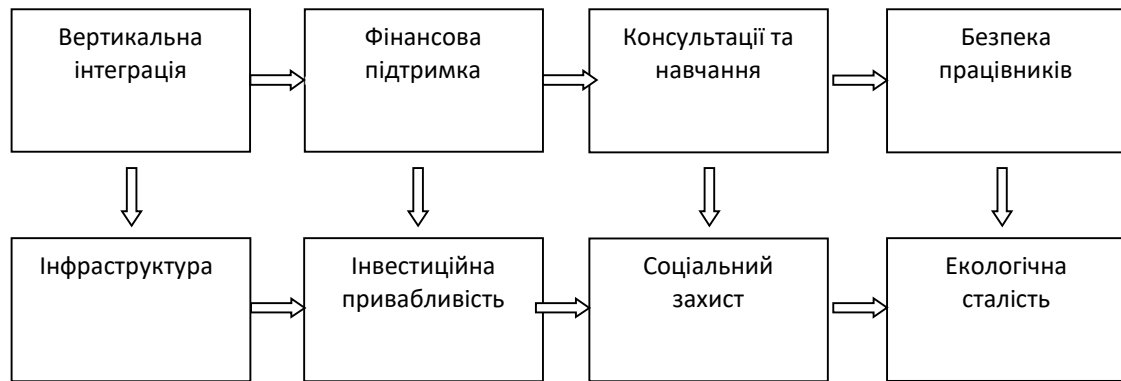 Вертикальна
інтеграція
Фінансова
підтримка
Консультації та
навчання
Безпека
працівників
Інфраструктура
Інвестиційна
привабливість
Соціальний
захист
Екологічна
сталість